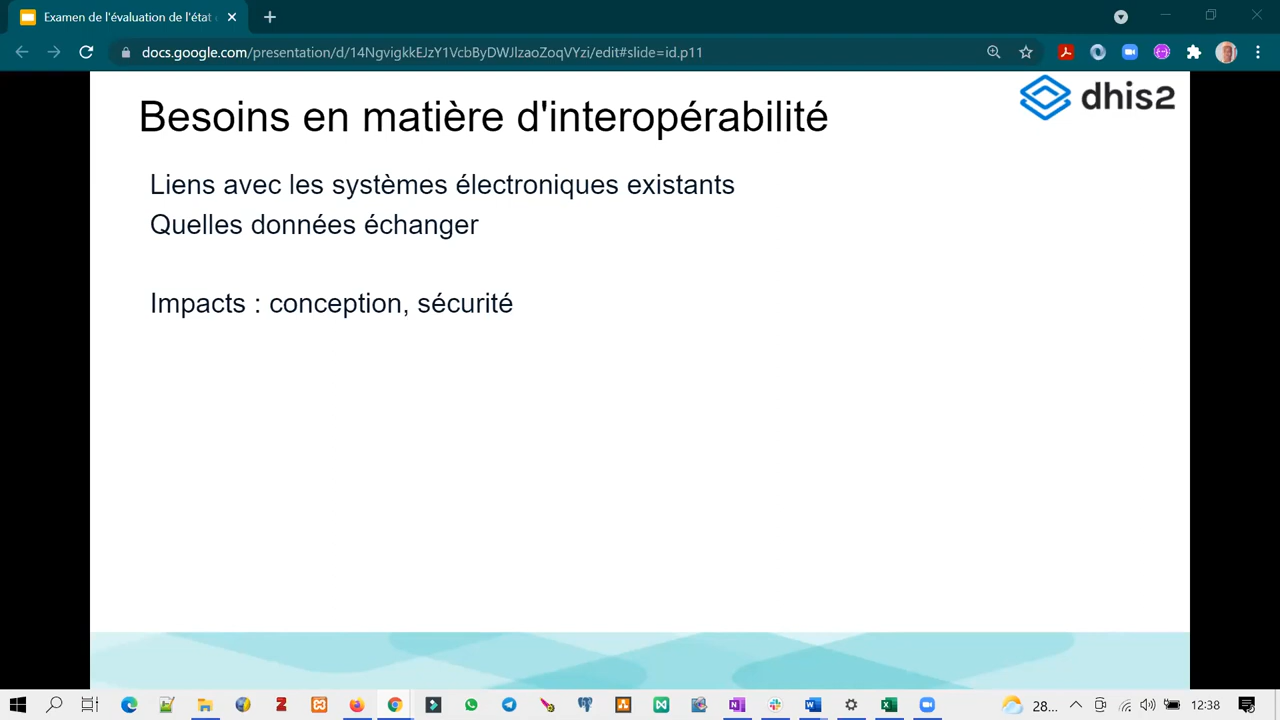 Examen de l'évaluation de l'état
docs.google.com/presentation/d/14NgvigkkEJzY1VcbByDWJlzaoZoqVYzi/edit#slide=id.p11
dhis2
Besoins en matière d'interopérabilité
Liens avec les systèmes électroniques existants
Quelles données échanger
Impacts : conception, sécurité
28...
12:38